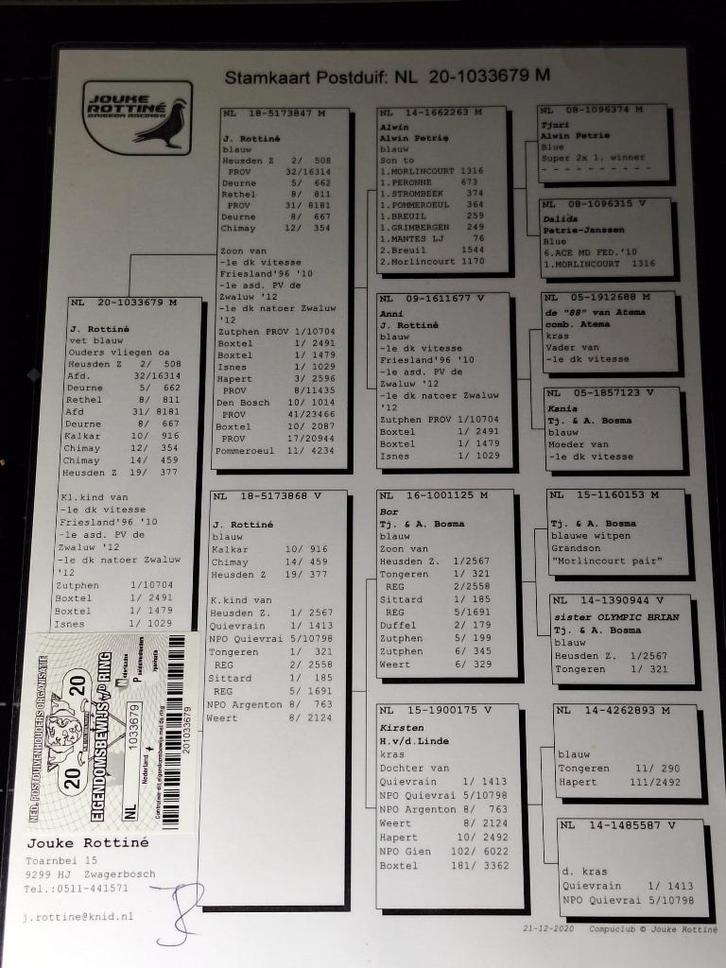 Stamkaart Postduif: NL 20-1033679 M
JOUKE
ROTTINÉ
NL 20-1033679 M
J. Rottiné
vet blauw
Ouders vliegen oa
Heusden Z 2/ 508
Afd. 32/16314
Deurne 5/ 662
Rethel 8/ 811
Afd 31/ 8181
Deurne 8/ 667
Kalkar 10/ 916
Chimay 12/ 354
Chimay 14/ 459
Heusden Z 19/ 377
Kl.kind van
-1e dk vitesse
Friesland'96 '10
-1e asd. PV de
Zwaluw '12
-1e dk natoer Zwaluw
'12
Zutphen 1/10704
Boxtel 1/ 2491
Boxtel 1/ 1479
Isnes 1/ 1029
NL 18-5173847 M
J. Rottiné
blauw
Heusden Z 2/ 508
PROV 32/16314
Deurne 5/ 662
Rethel 8/ 811
PROV 31/ 8181
Deurne 8/ 667
Chimay 12/ 354
Zoon van
-1e dk vitesse
Friesland'96 '10
-1e asd. PV de
Zwaluw '12
-1e dk natoer Zwaluw
'12
Zutphen PROV 1/10704
Boxtel 1/ 2491
Boxtel 1/ 1479
Isnes 1/ 1029
Hapert 3/ 2596
PROV 8/11435
Den Bosch 10/ 1014
PROV 41/23466
Boxtel 10/ 2087
PROV 17/20944
Pommeroeul 11/ 4234
NL 18-5173868 V
J. Rottiné
blauw
Kalkar 10/ 916
Chimay 14/ 459
Heusden Z 19/ 377
K.kind van
Heusden Z. 1/ 2567
Quievrain 1/ 1413
NPO Quievrai 5/10798
Tongeren 1/ 321
REG 2/ 2558
Sittard 1/ 185
REG 5/ 1691
NPO Argenton 8/ 763
Weert 8/ 2124
NL 14-1662263 M
Alwin
Alwin Petrie
blauw
Son to
1.MORLINCOURT 1316
1.PERONNE 673
1.STROMBEEK 374
1.POMMEROEUL 364
1.BREUIL 259
1.GRIMBERGEN 249
1.MANTES LJ 76
2.Breuil 1544
2.Morlincourt 1170
NL 09-1611677 V
Anni
J. Rottiné
blauw
-1e dk vitesse
Friesland'96 '10
-1e asd. PV de
Zwaluw '12
-1e dk natoer Zwaluw
'12
Zutphen PROV 1/10704
Boxtel 1/ 2491
Boxtel 1/ 1479
Isnes 1/ 1029
NL 16-1001125 M
Bor
Tj. & A. Bosma
blauw
Zoon van
Heusden Z. 1/2567
Tongeren 1/ 321
REG 2/2558
Sittard 1/ 185
REG 5/1691
Duffel 2/ 179
Zutphen 5/ 199
Zutphen 6/ 345
Weert 6/ 329
NL 15-1900175 V
Kirsten
H.v/d.Linde
kras
Dochter van
Quievrain 1/ 1413
NPO Quievrai 5/10798
NPO Argenton 8/ 763
Weert 8/ 2124
Hapert 10/ 2492
NPO Gien 102/ 6022
Boxtel 181/ 3362
NL 08-1096374 M
Tjuri
Alwin Petrie
Blue
Super 2x 1. winner
- - - - - - - - - -
NL 08-1096315 V
Dalida
Petrie-Janssen
Blue
6.ACE MD FED.'10
1.MORLINCOURT 1316
NL 05-1912688 M
de "88" van Atema
comb. Atema
kras
Vader van
-1e dk vitesse
NL 05-1857123 V
Kania
Tj. & A. Bosma
blauw
Moeder van
-1e dk vitesse
NL 15-1160153 M
Tj. & A. Bosma
blauwe witpen
Grandson
"Morlincourt pair"
NL 14-1390944 V
sister OLYMPIC BRIAN
Tj. & A. Bosma
blauw
Heusden Z. 1/2567
Tongeren 1/ 321
NL 14-4262893 M
blauw
Tongeren 11/ 290
Hapert 111/2492
NL 14-1485587 V
d. kras
Quievrain 1/ 1413
NPO Quievrai 5/10798
NED. POSTDUIVENHOUDERS ORGANISATIE
20 20
EIGENDOMSBEWIJS RING
NL 1033679
Nederland
201033679
Jouke Rottiné
Toarnbei 15
9299 HJ Zwagerbosch
Tel.:0511-441571
j.rottine@knid.nl
21-12-2020 Compuclub © Jouke Rottiné